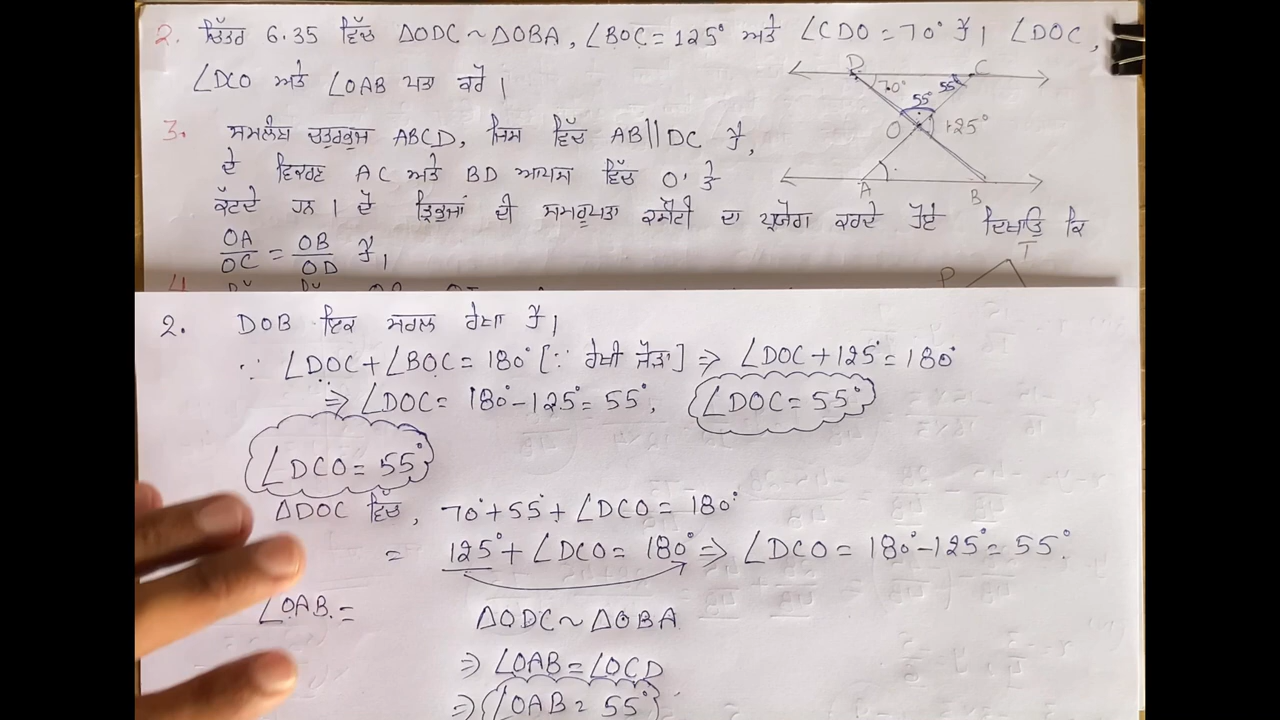 2. ਚਿੱਤਰ 6.35 ਵਿੱਚ ΔODC ~ ΔOBA, ∠BOC = 125° ਅਤੇ ∠CDO = 70° ਹੈ। ∠DOC,
∠DCO ਅਤੇ ∠OAB ਪਤਾ ਕਰੋ।
D C
70° 55° 55°
O 125°
A B
3. ਸਮਲੰਬ ਚਤੁਰਭੁਜ ABCD, ਜਿਸ ਵਿੱਚ AB||DC ਹੈ,
ਦੇ ਵਿਕਰਣ AC ਅਤੇ BD ਆਪਸ ਵਿੱਚ O' ਤੇ
ਕੱਟਦੇ ਹਨ। ਦੋ ਤ੍ਰਿਭੁਜਾਂ ਦੀ ਸਮਰੂਪਤਾ ਕਸੌਟੀ ਦਾ ਪ੍ਰਯੋਗ ਕਰਦੇ ਹੋਏ ਦਿਖਾਓ ਕਿ
OA/OC = OB/OD ਹੈ।
T
P
4.
2. DOB ਇਕ ਸਰਲ ਰੇਖਾ ਹੈ।
∵ ∠DOC + ∠BOC = 180° [∵ ਰੇਖੀ ਜੋੜਾ] ⇒ ∠DOC + 125° = 180°
⇒ ∠DOC = 180° - 125° = 55°, ∠DOC = 55°
∠DCO = 55°
ΔDOC ਵਿੱਚ, 70° + 55° + ∠DCO = 180°
= 125° + ∠DCO = 180° ⇒ ∠DCO = 180° - 125° = 55°.
∠OAB = ΔODC ~ ΔOBA
⇒ ∠OAB = ∠OCD
⇒ ∠OAB = 55°